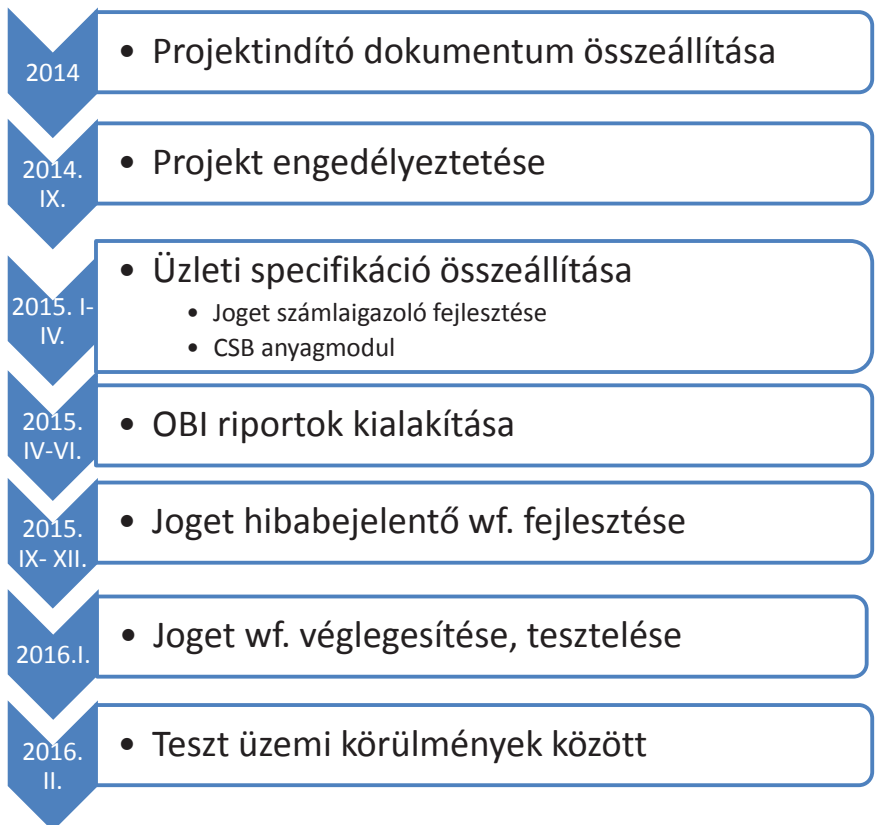 2014
• Projektindító dokumentum összeállítása
2014.
IX.
• Projekt engedélyeztetése
2015. I-
IV.
• Üzleti specifikáció összeállítása
• Joget számlaigazoló fejlesztése
• CSB anyagmodul
2015.
IV-VI.
• OBI riportok kialakítása
2015.
IX- XII.
• Joget hibabejelentő wf. fejlesztése
2016.I.
• Joget wf. véglegesítése, tesztelése
2016.
II.
• Teszt üzemi körülmények között